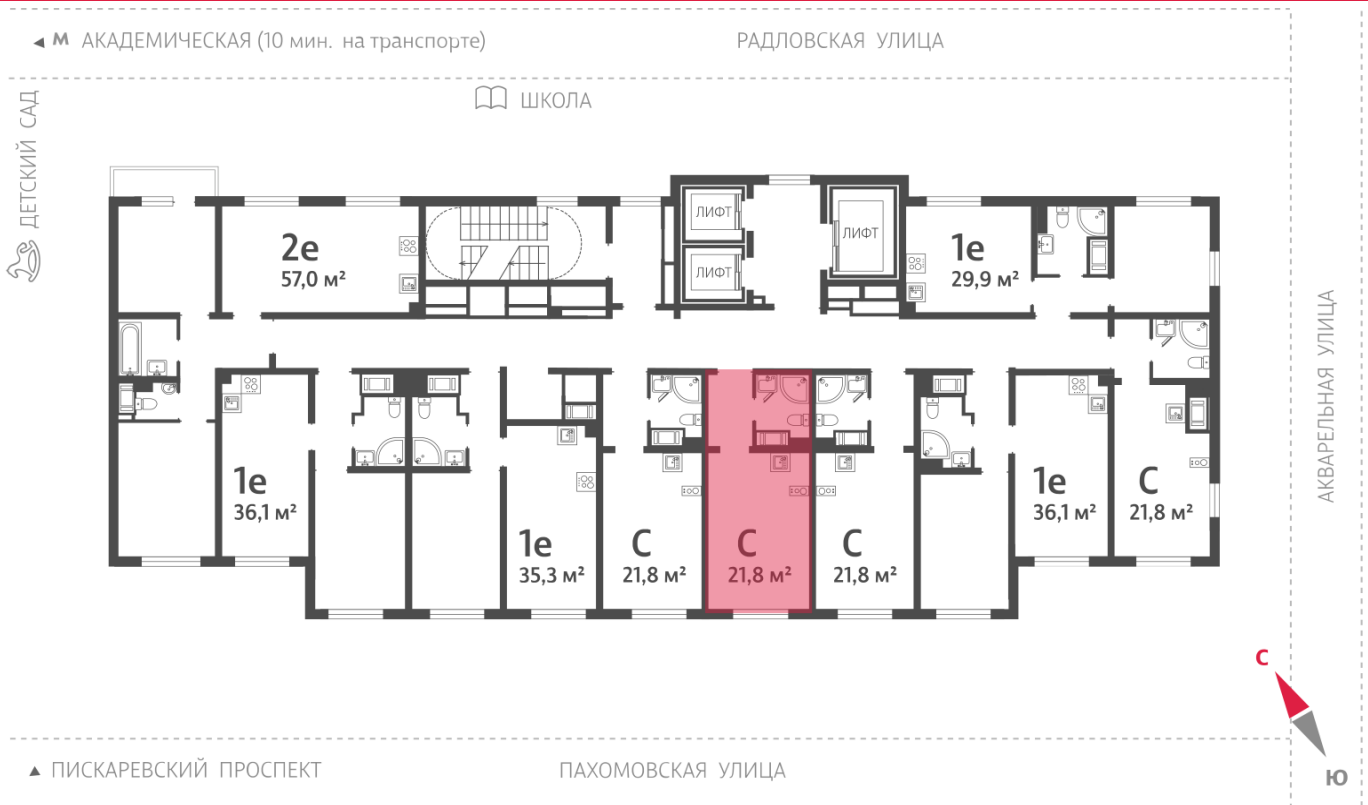 М АКАДЕМИЧЕСКАЯ (10 мин. на транспорте)
РАДЛОВСКАЯ УЛИЦА
ДЕТСКИЙ САД
ШКОЛА
2е
57,0 м²
ЛИФТ
ЛИФТ
ЛИФТ
1е
29,9 м²
АКВАРЕЛЬНАЯ УЛИЦА
1е
36,1 м²
1е
35,3 м²
С
21,8 м²
С
21,8 м²
С
21,8 м²
1е
36,1 м²
С
21,8 м²
С
Ю
ПИСКАРЕВСКИЙ ПРОСПЕКТ
ПАХОМОВСКАЯ УЛИЦА